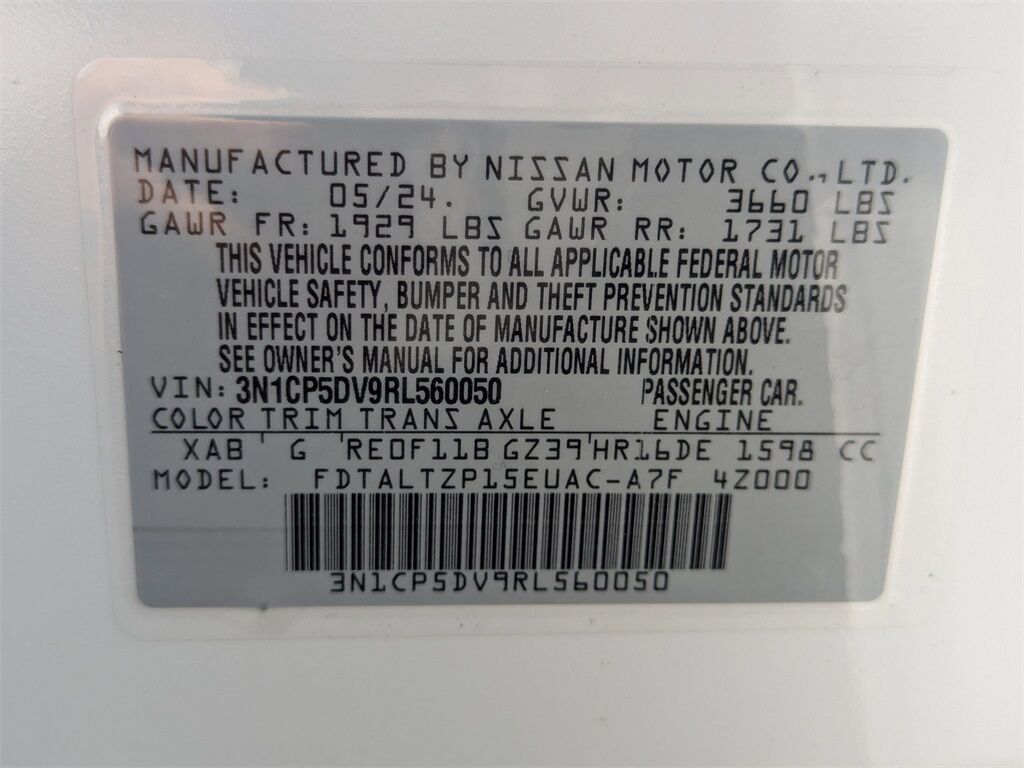 MANUFACTURED BY NISSAN MOTOR CO., LTD.
DATE: 05/24. GVWR: 3660 LBS
GAWR FR: 1929 LBS GAWR RR: 1731 LBS
THIS VEHICLE CONFORMS TO ALL APPLICABLE FEDERAL MOTOR
VEHICLE SAFETY, BUMPER AND THEFT PREVENTION STANDARDS
IN EFFECT ON THE DATE OF MANUFACTURE SHOWN ABOVE.
SEE OWNER'S MANUAL FOR ADDITIONAL INFORMATION.
VIN: 3N1CP5DV9RL560050 PASSENGER CAR.
COLOR TRIM TRANS AXLE ENGINE
XAB ' G ' RE0F11B GZ39 ' HR16DE 1598 CC
MODEL: FDTALTZP15EUAC-A7F 4Z000
3N1CP5DV9RL560050